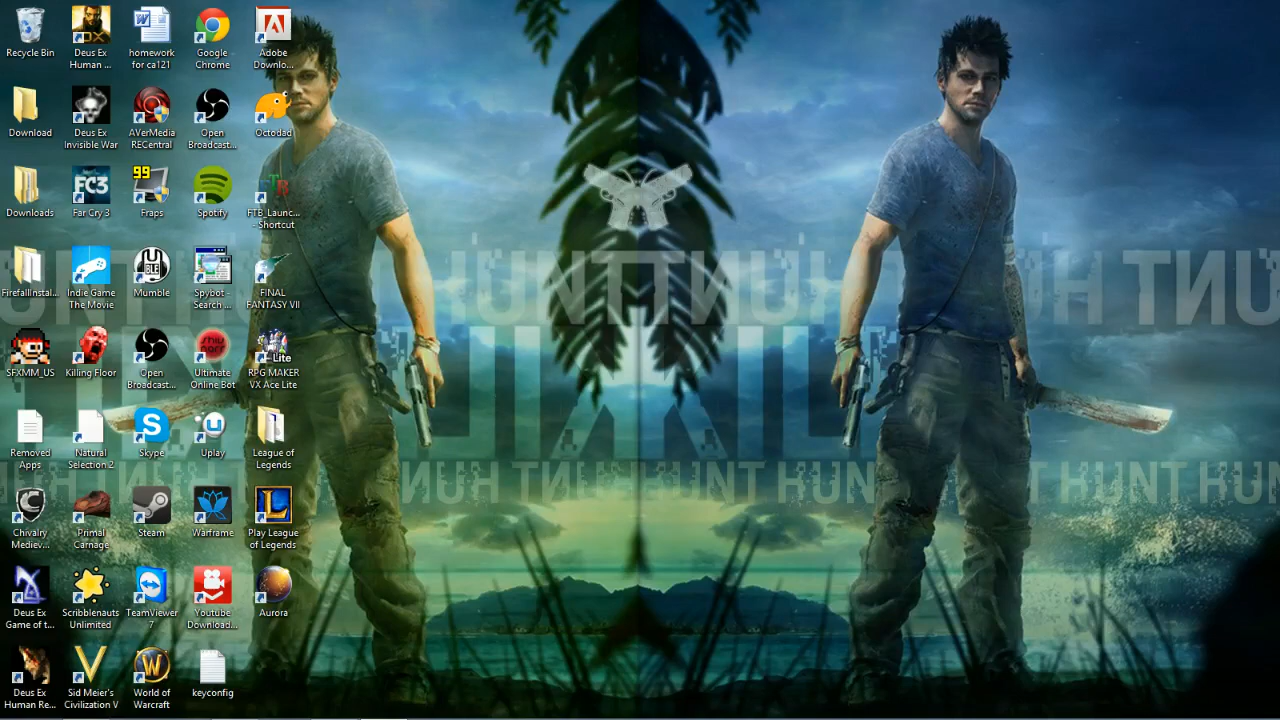 Recycle Bin
Deus Ex
Human ...
homework
for ca121
Google
Chrome
Adobe
Downlo...
Download
Deus Ex
Invisible War
AVerMedia
RECentral
Open
Broadcast...
Octodad
Downloads
FC3
Far Cry 3
99
Fraps
Spotify
FTB_Launc...
- Shortcut
FirefallInstal...
Indie Game
The Movie
Mumble
Spybot -
Search ...
FINAL
FANTASY VII
SFXMM_US
Killing Floor
Open
Broadcast...
Ultimate
Online Bot
Lite
RPG MAKER
VX Ace Lite
Removed
Apps
Natural
Selection 2
Skype
Uplay
League of
Legends
Chivalry
Mediev...
Primal
Carnage
Steam
Warframe
Play League
of Legends
Deus Ex
Game of t...
Scribblenauts
Unlimited
TeamViewer
7
Youtube
Download...
Aurora
Deus Ex
Human Re...
Sid Meier's
Civilization V
World of
Warcraft
keyconfig
HUNT HUNT